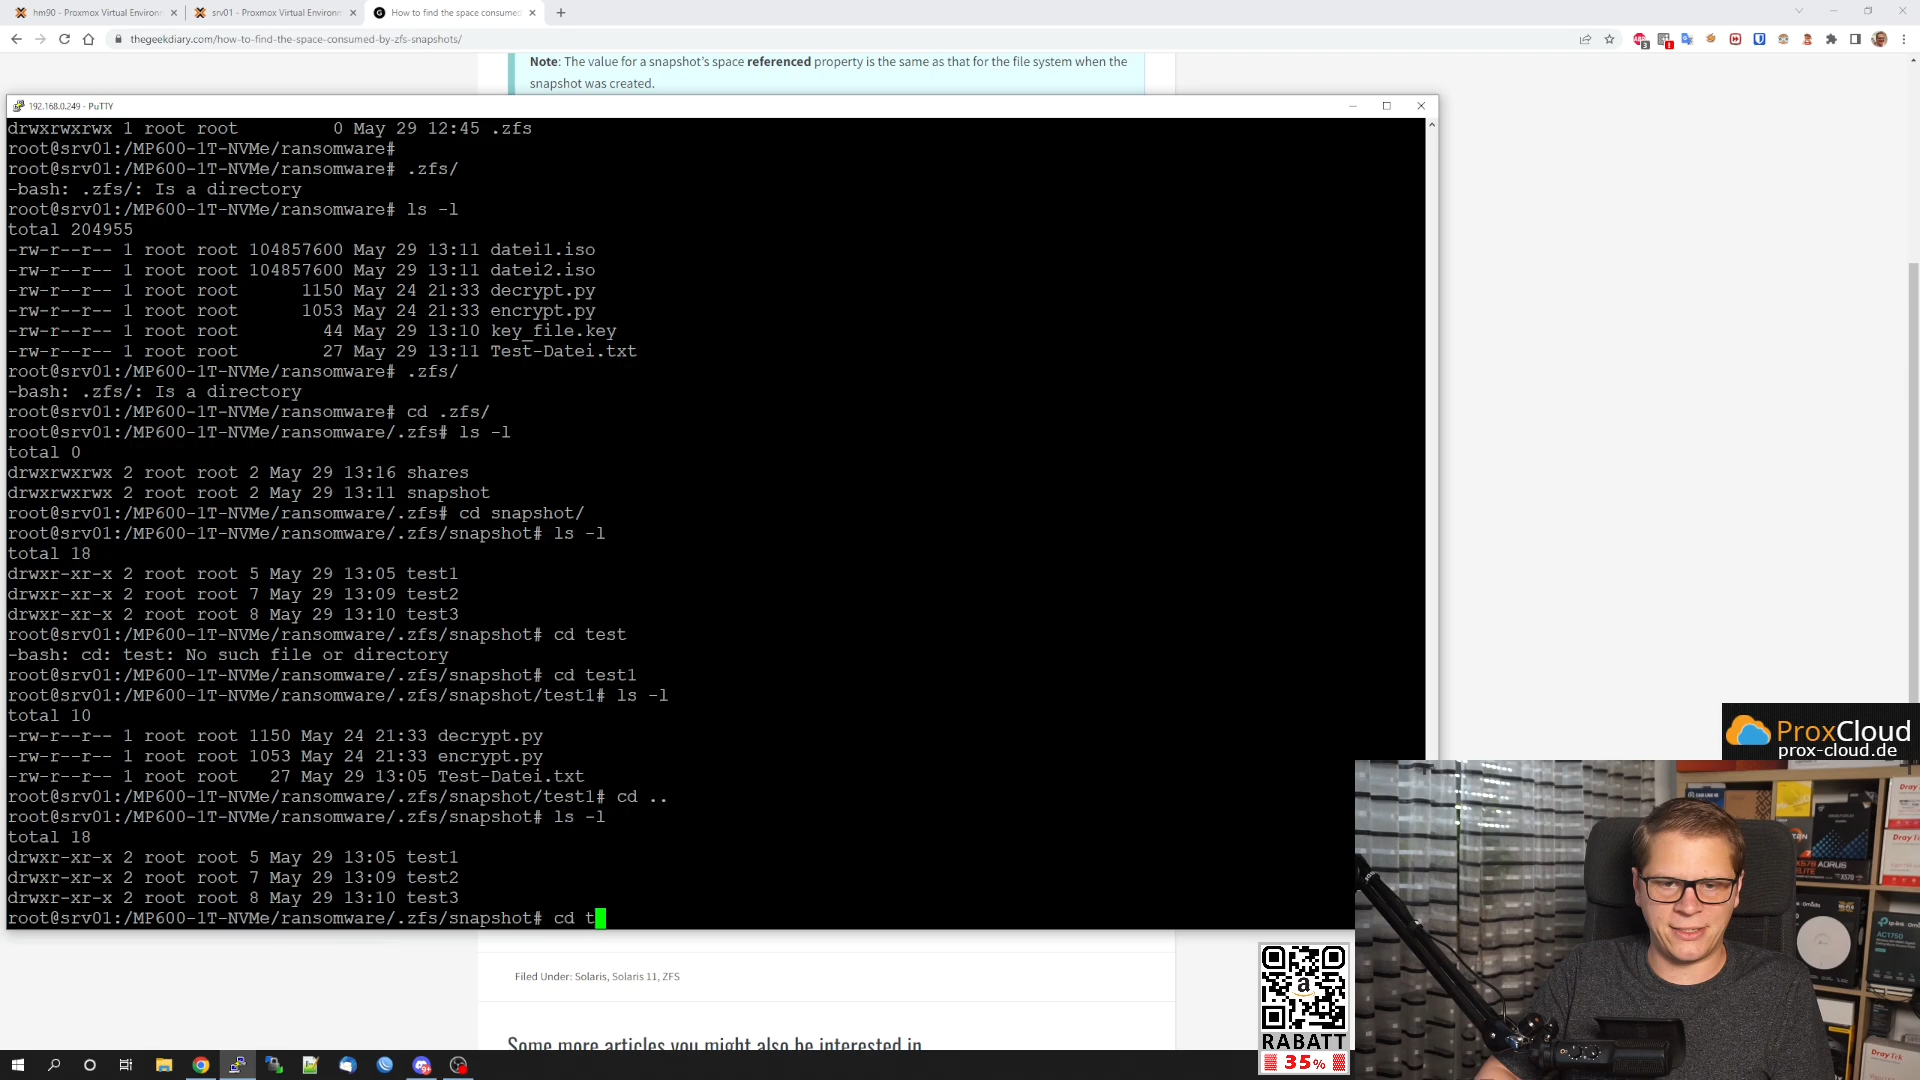 hm90 - Proxmox Virtual Environ
srv01 - Proxmox Virtual Environm
How to find the space consumed
thegeekdiary.com/how-to-find-the-space-consumed-by-zfs-snapshots/
Note: The value for a snapshot's space referenced property is the same as that for the file system when the
snapshot was created.
192.168.0.249 - PuTTY
drwxrwxrwx 1 root root         0 May 29 12:45 .zfs
root@srv01:/MP600-1T-NVMe/ransomware#
root@srv01:/MP600-1T-NVMe/ransomware# .zfs/
-bash: .zfs/: Is a directory
root@srv01:/MP600-1T-NVMe/ransomware# ls -l
total 204955
-rw-r--r-- 1 root root 104857600 May 29 13:11 datei1.iso
-rw-r--r-- 1 root root 104857600 May 29 13:11 datei2.iso
-rw-r--r-- 1 root root      1150 May 24 21:33 decrypt.py
-rw-r--r-- 1 root root      1053 May 24 21:33 encrypt.py
-rw-r--r-- 1 root root        44 May 29 13:10 key_file.key
-rw-r--r-- 1 root root        27 May 29 13:11 Test-Datei.txt
root@srv01:/MP600-1T-NVMe/ransomware# .zfs/
-bash: .zfs/: Is a directory
root@srv01:/MP600-1T-NVMe/ransomware# cd .zfs/
root@srv01:/MP600-1T-NVMe/ransomware/.zfs# ls -l
total 0
drwxrwxrwx 2 root root 2 May 29 13:16 shares
drwxrwxrwx 2 root root 2 May 29 13:11 snapshot
root@srv01:/MP600-1T-NVMe/ransomware/.zfs# cd snapshot/
root@srv01:/MP600-1T-NVMe/ransomware/.zfs/snapshot# ls -l
total 18
drwxr-xr-x 2 root root 5 May 29 13:05 test1
drwxr-xr-x 2 root root 7 May 29 13:09 test2
drwxr-xr-x 2 root root 8 May 29 13:10 test3
root@srv01:/MP600-1T-NVMe/ransomware/.zfs/snapshot# cd test
-bash: cd: test: No such file or directory
root@srv01:/MP600-1T-NVMe/ransomware/.zfs/snapshot# cd test1
root@srv01:/MP600-1T-NVMe/ransomware/.zfs/snapshot/test1# ls -l
total 10
-rw-r--r-- 1 root root 1150 May 24 21:33 decrypt.py
-rw-r--r-- 1 root root 1053 May 24 21:33 encrypt.py
-rw-r--r-- 1 root root   27 May 29 13:05 Test-Datei.txt
root@srv01:/MP600-1T-NVMe/ransomware/.zfs/snapshot/test1# cd ..
root@srv01:/MP600-1T-NVMe/ransomware/.zfs/snapshot# ls -l
total 18
drwxr-xr-x 2 root root 5 May 29 13:05 test1
drwxr-xr-x 2 root root 7 May 29 13:09 test2
drwxr-xr-x 2 root root 8 May 29 13:10 test3
root@srv01:/MP600-1T-NVMe/ransomware/.zfs/snapshot# cd t
ProxCloud
prox-cloud.de
Filed Under: Solaris, Solaris 11, ZFS
Some more articles you might also be interested in
a
RABATT
35%
X570
AORUS
ELITE
omada
tp-link
AC1750
Dray